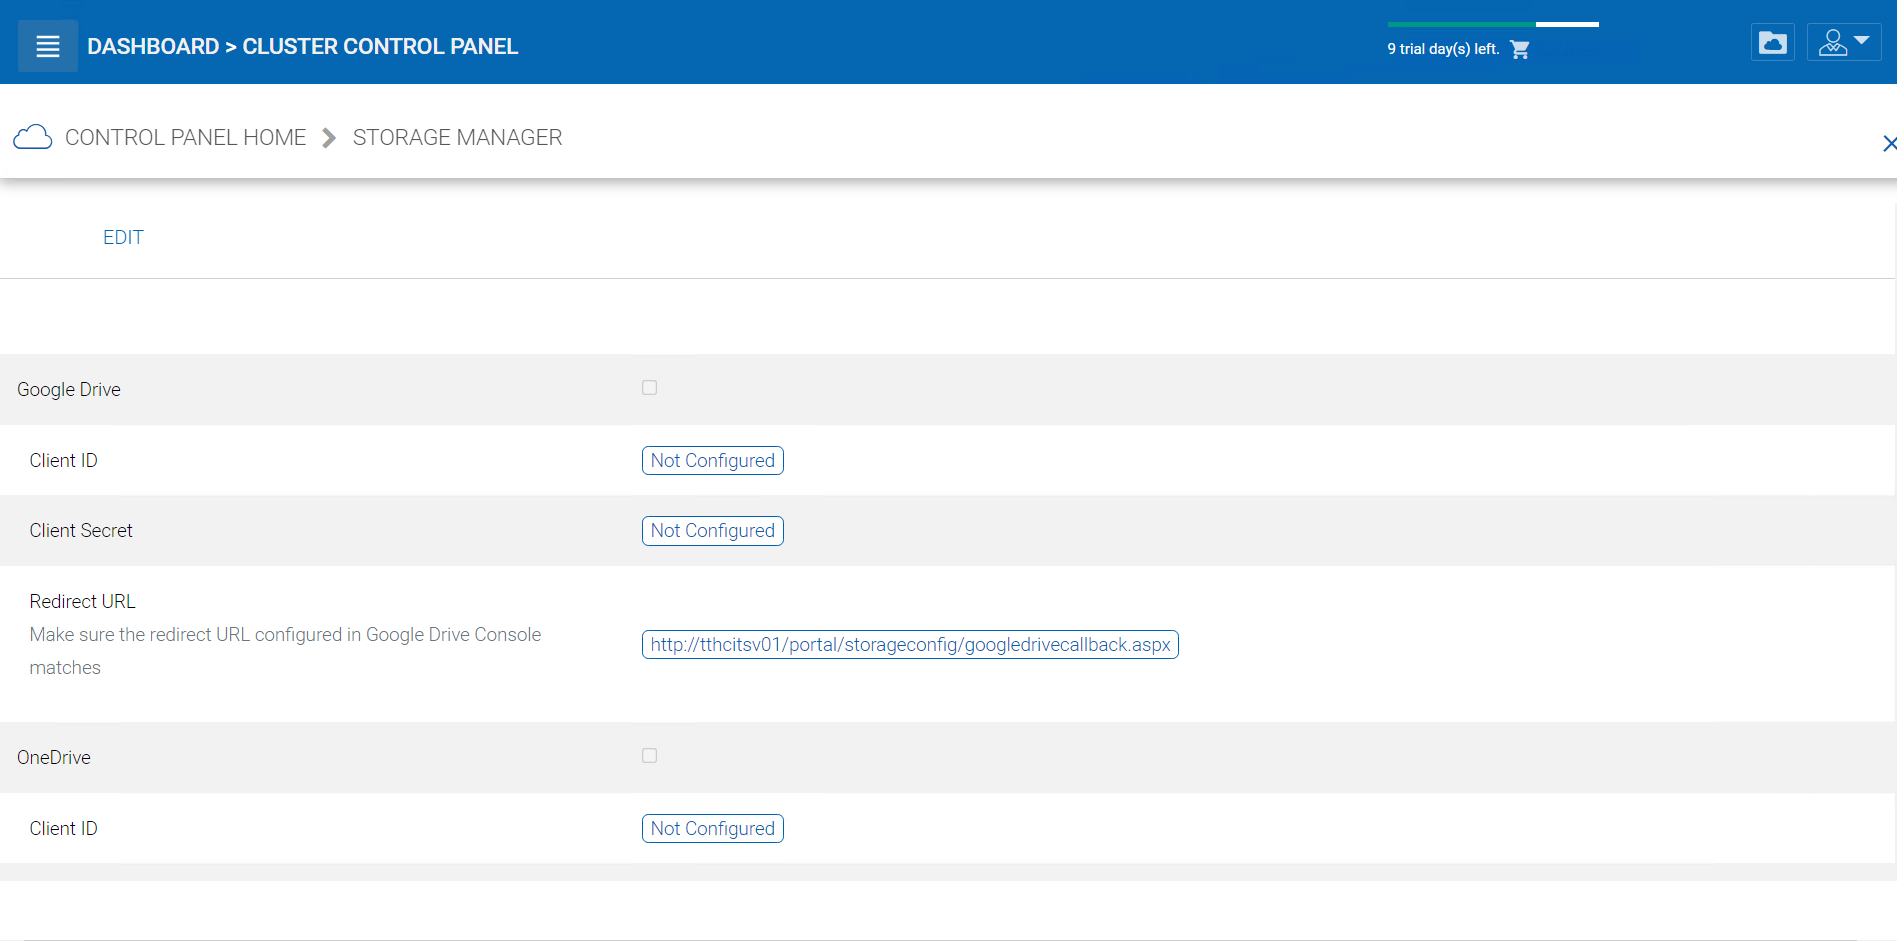 DASHBOARD > CLUSTER CONTROL PANEL
9 trial day(s) left.
CONTROL PANEL HOME
STORAGE MANAGER
EDIT
Google Drive
Client ID
Not Configured
Client Secret
Not Configured
Redirect URL
Make sure the redirect URL configured in Google Drive Console
matches
http://tthcitsv01/portal/storageconfig/googledrivecallback.aspx
OneDrive
Client ID
Not Configured